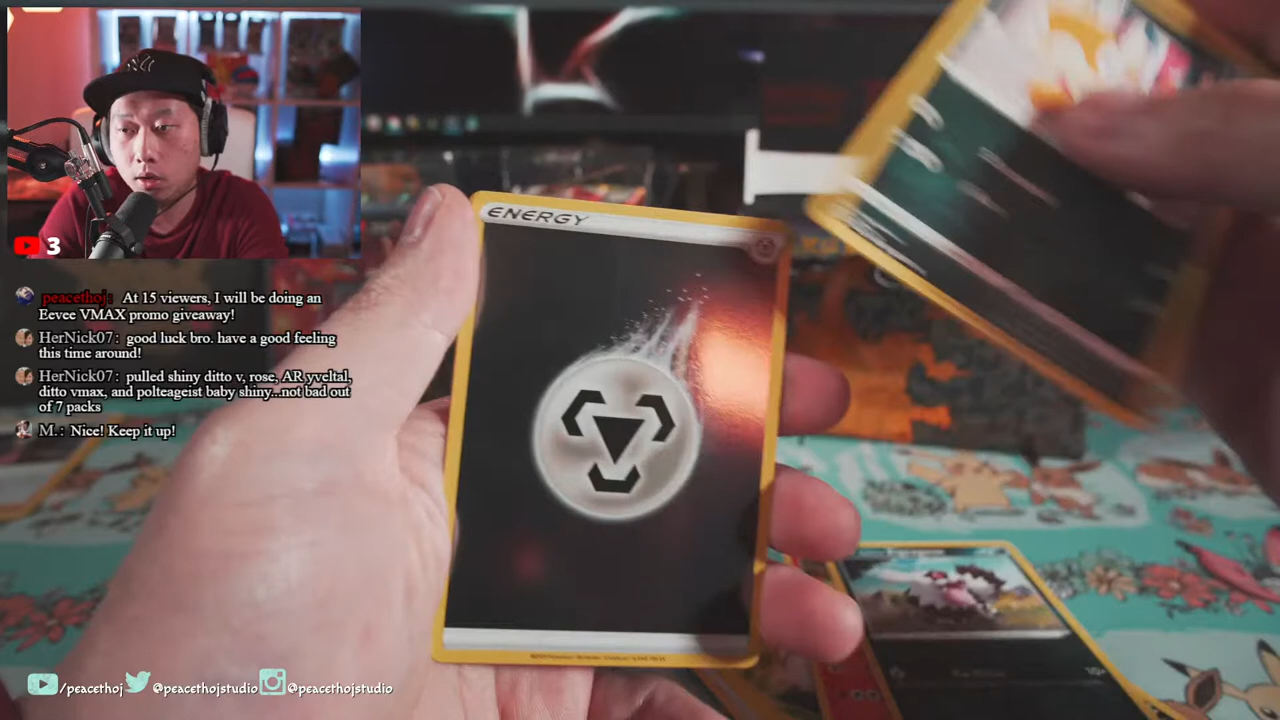 ENERGY
3
peacethoj: At 15 viewers, I will be doing an
Eevee VMAX promo giveaway!
HerNick07: good luck bro. have a good feeling
this time around!
HerNick07: pulled shiny ditto v, rose, AR yveltal,
ditto vmax, and polteageist baby shiny...not bad out
of 7 packs
M.: Nice! Keep it up!
/peacethoj @peacethojstudio @peacethojstudio